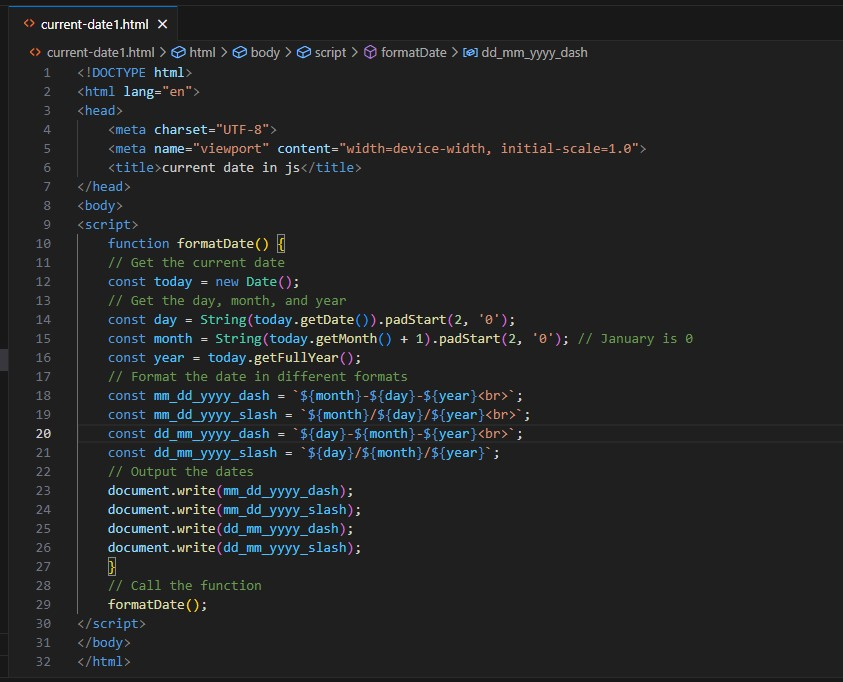 current-date1.html
current-date1.html > html > body > script > formatDate > dd_mm_yyyy_dash
1 <!DOCTYPE html>
2 <html lang="en">
3 <head>
4     <meta charset="UTF-8">
5     <meta name="viewport" content="width=device-width, initial-scale=1.0">
6     <title>current date in js</title>
7 </head>
8 <body>
9 <script>
10     function formatDate() {
11     // Get the current date
12     const today = new Date();
13     // Get the day, month, and year
14     const day = String(today.getDate()).padStart(2, '0');
15     const month = String(today.getMonth() + 1).padStart(2, '0'); // January is 0
16     const year = today.getFullYear();
17     // Format the date in different formats
18     const mm_dd_yyyy_dash = `${month}-${day}-${year}<br>`;
19     const mm_dd_yyyy_slash = `${month}/${day}/${year}<br>`;
20     const dd_mm_yyyy_dash = `${day}-${month}-${year}<br>`;
21     const dd_mm_yyyy_slash = `${day}/${month}/${year}`;
22     // Output the dates
23     document.write(mm_dd_yyyy_dash);
24     document.write(mm_dd_yyyy_slash);
25     document.write(dd_mm_yyyy_dash);
26     document.write(dd_mm_yyyy_slash);
27     }
28     // Call the function
29     formatDate();
30 </script>
31 </body>
32 </html>